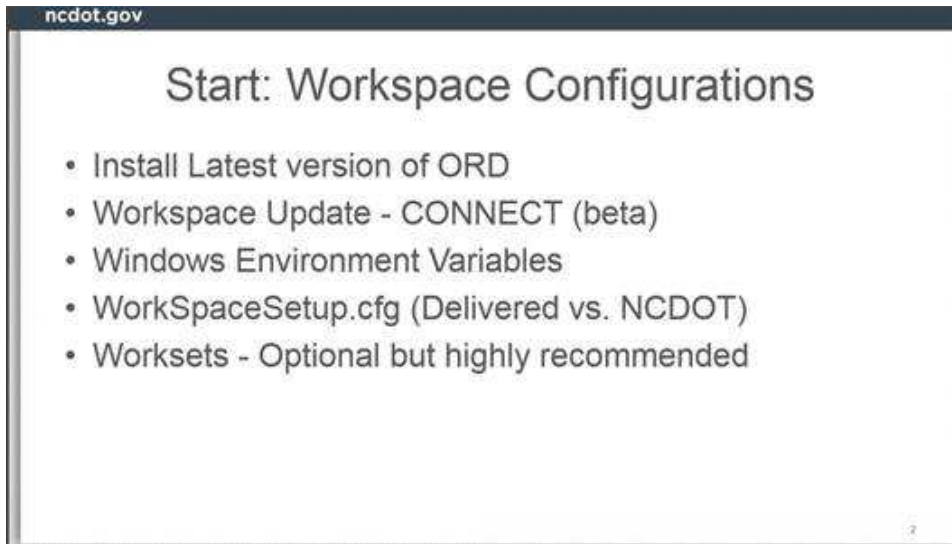 ncdot.gov
Start: Workspace Configurations
• Install Latest version of ORD
• Workspace Update - CONNECT (beta)
• Windows Environment Variables
• WorkSpaceSetup.cfg (Delivered vs. NCDOT)
• Worksets - Optional but highly recommended
2